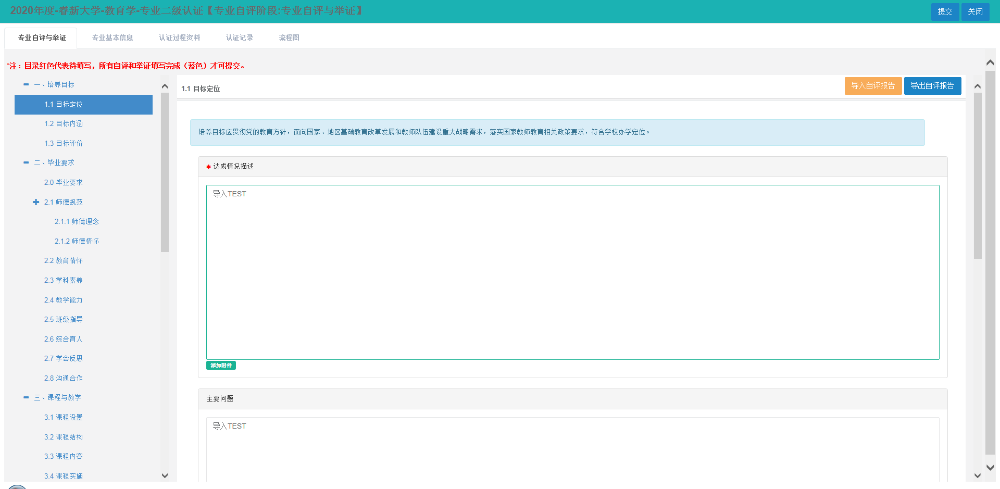 2020年度-睿新大学-教育学-专业二级认证【专业自评阶段:专业自评与举证】
提交
关闭
专业自评与举证
专业基本信息
认证过程资料
认证记录
流程图
*注：目录红色代表待填写，所有自评和举证填写完成（蓝色）才可提交。
一、培养目标
1.1 目标定位
1.2 目标内涵
1.3 目标评价
二、毕业要求
2.0 毕业要求
2.1 师德规范
2.1.1 师德理念
2.1.2 师德情怀
2.2 教育情怀
2.3 学科素养
2.4 教学能力
2.5 班级指导
2.6 综合育人
2.7 学会反思
2.8 沟通合作
三、课程与教学
3.1 课程设置
3.2 课程结构
3.3 课程内容
3.4 课程实施
1.1 目标定位
导入自评报告
导出自评报告
培养目标应贯彻党的教育方针，面向国家、地区基础教育改革发展和教师队伍建设重大战略需求，落实国家教师教育相关政策要求，符合学校办学定位。
✱ 达成情况描述
导入TEST
添加附件
主要问题
导入TEST